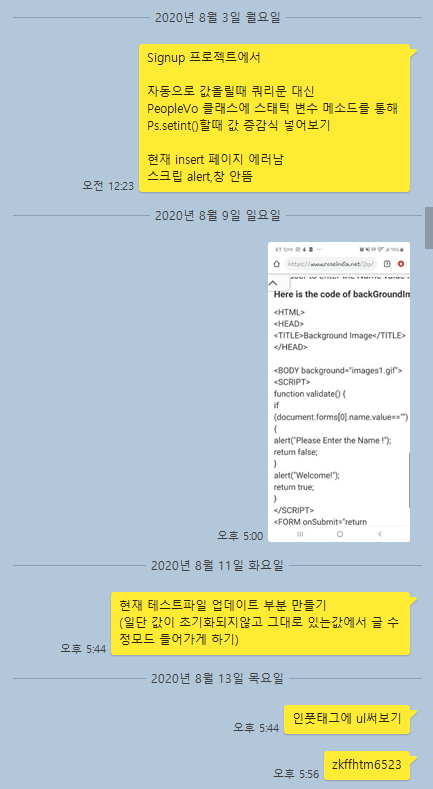 2020년 8월 3일 월요일
Signup 프로젝트에서
자동으로 값올릴때 쿼리문 대신
PeopleVo 클래스에 스태틱 변수 메소드를 통해
Ps.setint()할때 값 증감식 넣어보기
현재 insert 페이지 에러남
스크립 alert,창 안뜸
오전 12:23
2020년 8월 9일 일요일
https://www.roseindia.net/jsp/
Here is the code of backGroundIm
<HTML>
<HEAD>
<TITLE>Background Image</TITLE>
</HEAD>
<BODY background="images1.gif">
<SCRIPT>
function validate() {
if
(document.forms[0].name.value=="")
{
alert("Please Enter the Name !");
return false;
}
alert("Welcome!");
return true;
}
</SCRIPT>
<FORM onSubmit="return
오후 5:00
2020년 8월 11일 화요일
현재 테스트파일 업데이트 부분 만들기
(일단 값이 초기화되지않고 그대로 있는값에서 글 수
정모드 들어가게 하기)
오후 5:44
2020년 8월 13일 목요일
인풋태그에 ul써보기
오후 5:44
zkffhtm6523
오후 5:56